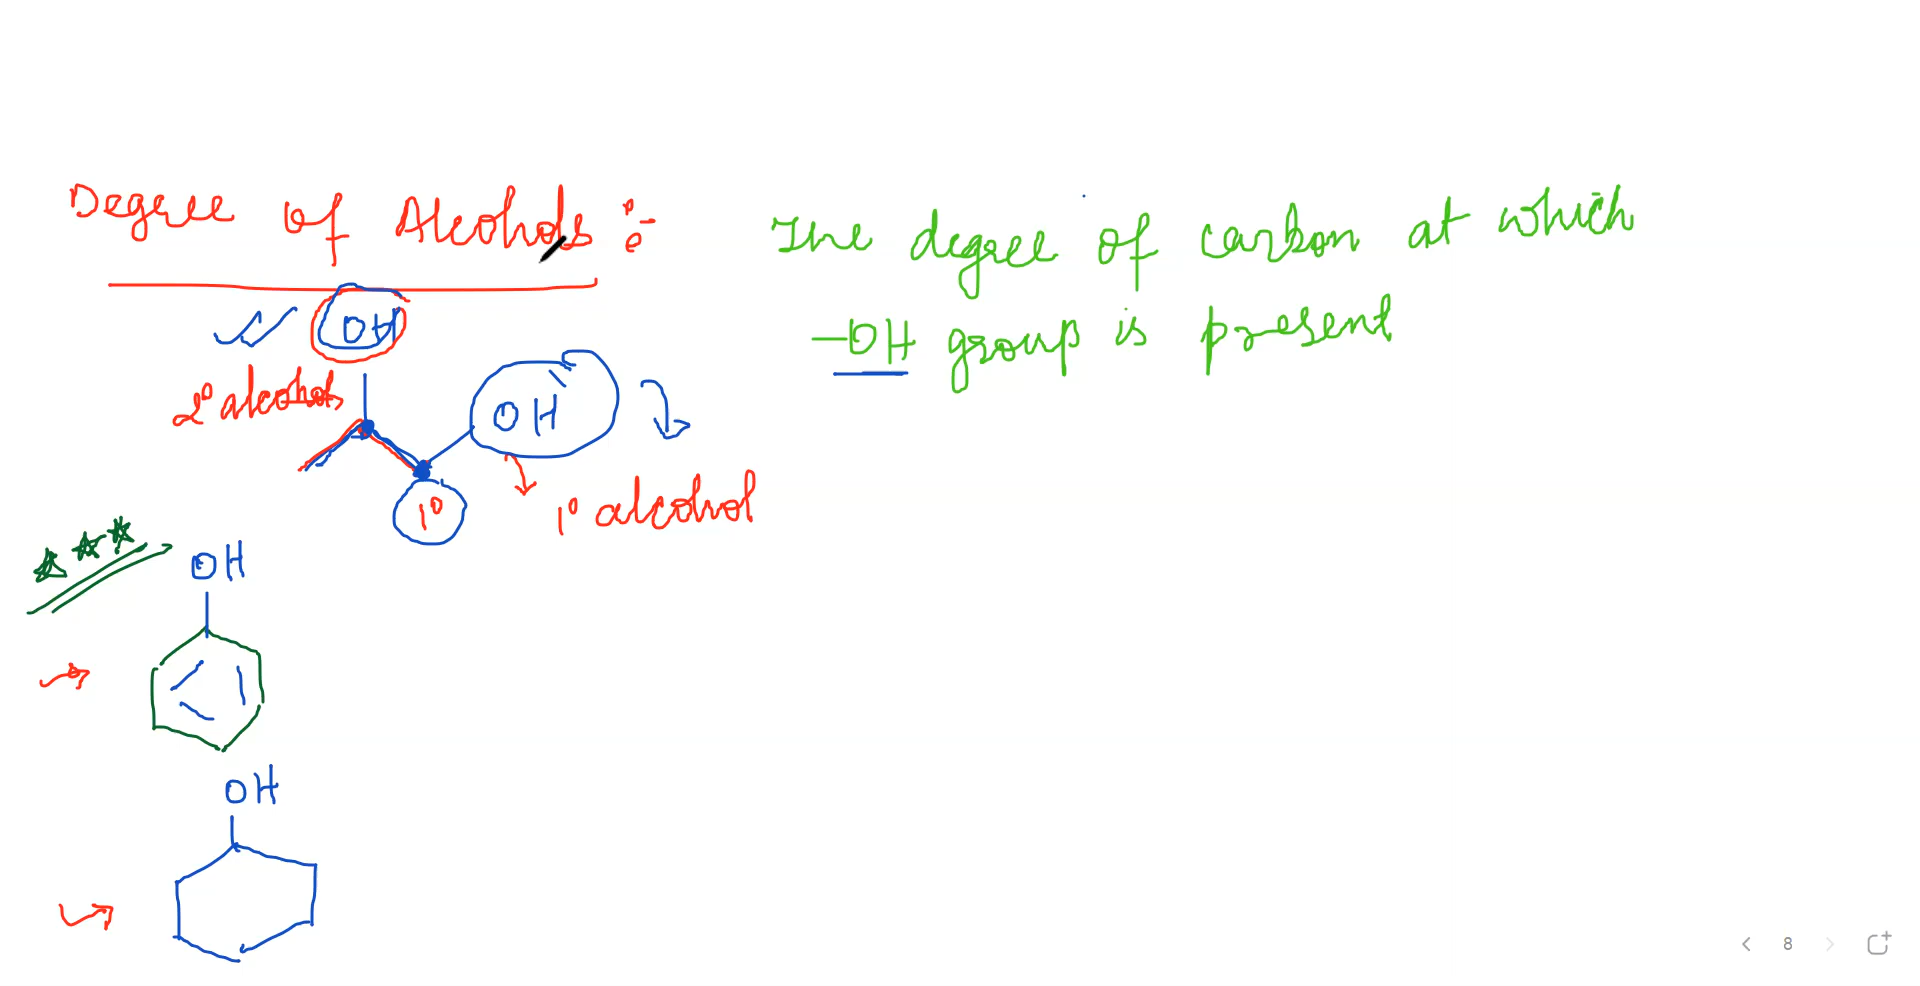 Degree of Alcohols :-
The degree of carbon at which
-OH group is present
OH
2° alcohol
OH
1°
1° alcohol
OH
OH
8